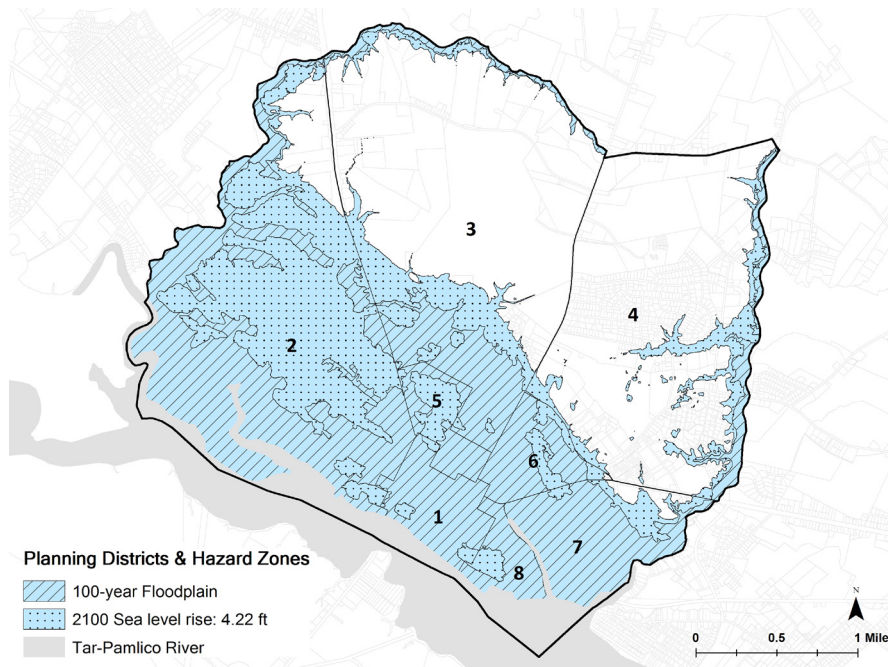 3
4
2
5
6
1
7
8
Planning Districts & Hazard Zones
100-year Floodplain
2100 Sea level rise: 4.22 ft
Tar-Pamlico River
N
0 0.5 1 Mile